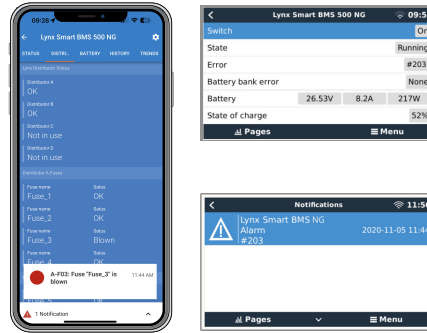 09:28
Lynx Smart BMS 500 NG
STATUS DISTRI... BATTERY HISTORY TRENDS
Lynx Distributor Status
Distributor A
OK
Distributor B
OK
Distributor C
Not in use
Distributor D
Not in use
Distributor A Fuses
Fuse name Status
Fuse_1 OK
Fuse name Status
Fuse_2 OK
Fuse name Status
Fuse_3 Blown
Fuse name Status
Fuse_4 OK
A-F03: Fuse "Fuse_3" is blown 11:44 AM
1 Notification
Lynx Smart BMS 500 NG 09:5
Switch On
State Running
Error #203
Battery bank error None
Battery 26.53V 8.2A 217W
State of charge 52%
Pages Menu
Notifications 11:50
Lynx Smart BMS NG
Alarm 2020-11-05 11:44
#203
Pages Menu